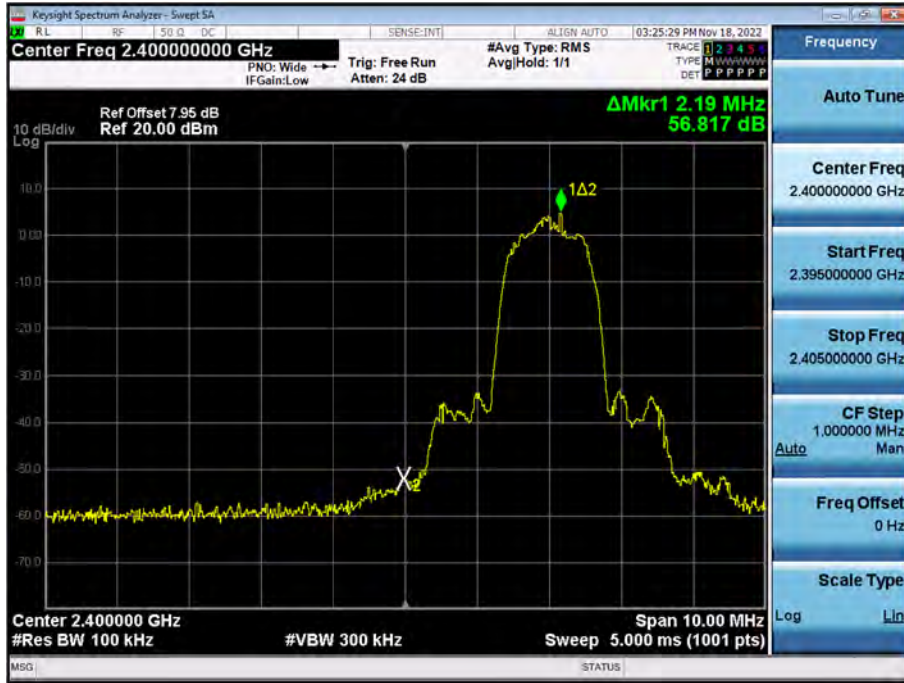 Keysight Spectrum Analyzer - Swept SA
RL RF 50 Ω DC SENSE:INT ALIGN AUTO 03:25:29 PM Nov 18, 2022
Center Freq 2.400000000 GHz
PNO: Wide
IFGain:Low
Trig: Free Run
Atten: 24 dB
#Avg Type: RMS
Avg|Hold: 1/1
TRACE 1 2 3 4 5 6
TYPE M WWWWW
DET P P P P P P
Ref Offset 7.95 dB
10 dB/div Ref 20.00 dBm
Log
ΔMkr1 2.19 MHz
56.817 dB
10.0
0.00
-10.0
-20.0
-30.0
-40.0
-50.0
-60.0
-70.0
1Δ2
2
Center 2.400000 GHz Span 10.00 MHz
#Res BW 100 kHz #VBW 300 kHz Sweep 5.000 ms (1001 pts)
MSG STATUS
Frequency
Auto Tune
Center Freq
2.400000000 GHz
Start Freq
2.395000000 GHz
Stop Freq
2.405000000 GHz
CF Step
1.000000 MHz
Auto Man
Freq Offset
0 Hz
Scale Type
Log Lin